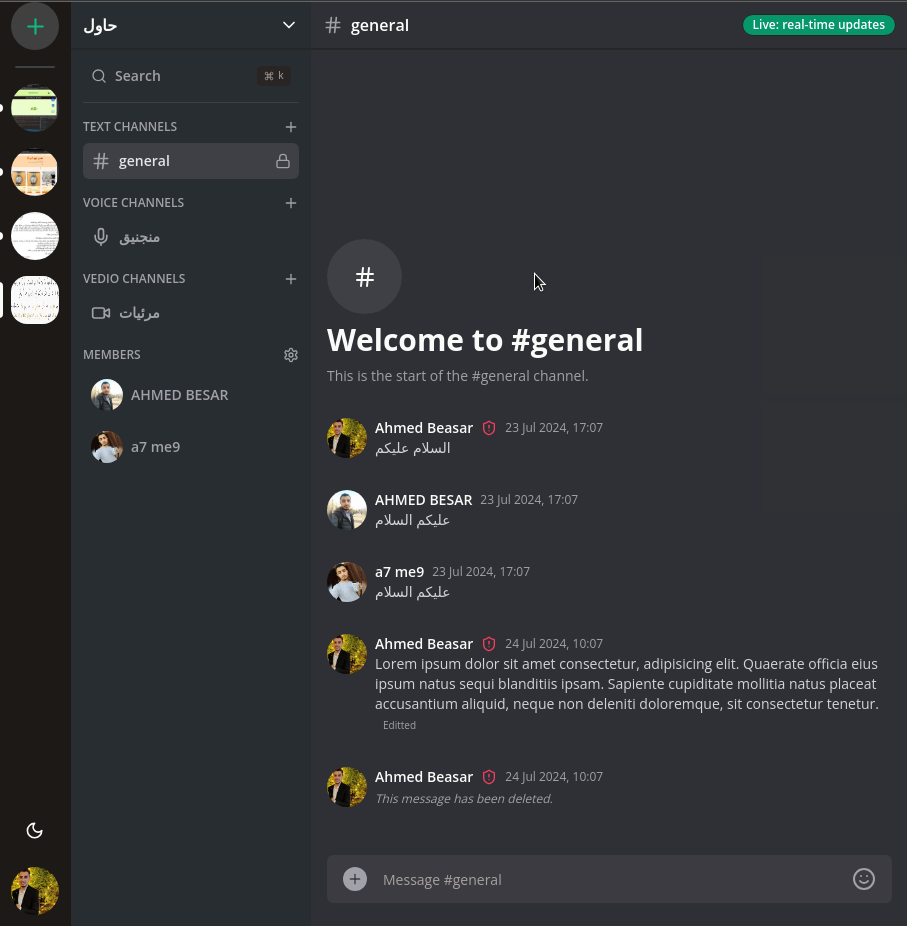 حاول
# general
Live: real-time updates
Search
⌘ k
TEXT CHANNELS
general
VOICE CHANNELS
منجنيق
VEDIO CHANNELS
مرئيات
MEMBERS
AHMED BESAR
a7 me9
#
Welcome to #general
This is the start of the #general channel.
Ahmed Beasar 23 Jul 2024, 17:07
السلام عليكم
AHMED BESAR 23 Jul 2024, 17:07
عليكم السلام
a7 me9 23 Jul 2024, 17:07
عليكم السلام
Ahmed Beasar 24 Jul 2024, 10:07
Lorem ipsum dolor sit amet consectetur, adipisicing elit. Quaerate officia eius
ipsum natus sequi blanditiis ipsam. Sapiente cupiditate mollitia natus placeat
accusantium aliquid, neque non deleniti doloremque, sit consectetur tenetur.
Editted
Ahmed Beasar 24 Jul 2024, 10:07
This message has been deleted.
Message #general